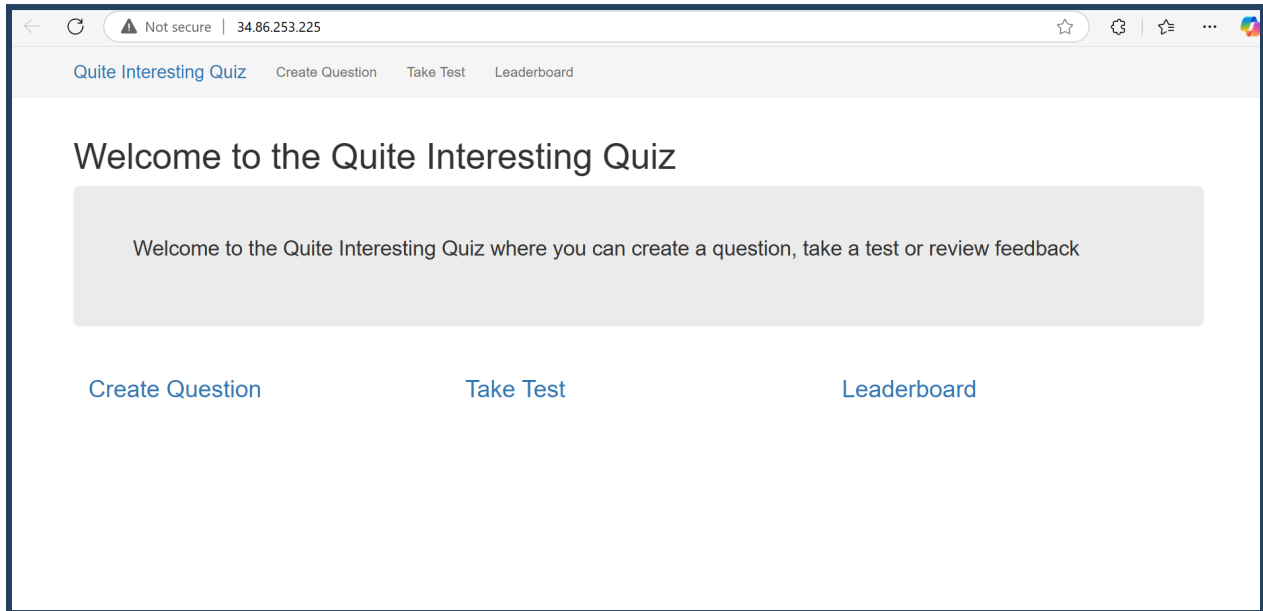 Not secure 34.86.253.225
Quite Interesting Quiz Create Question Take Test Leaderboard
Welcome to the Quite Interesting Quiz
Welcome to the Quite Interesting Quiz where you can create a question, take a test or review feedback
Create Question Take Test Leaderboard